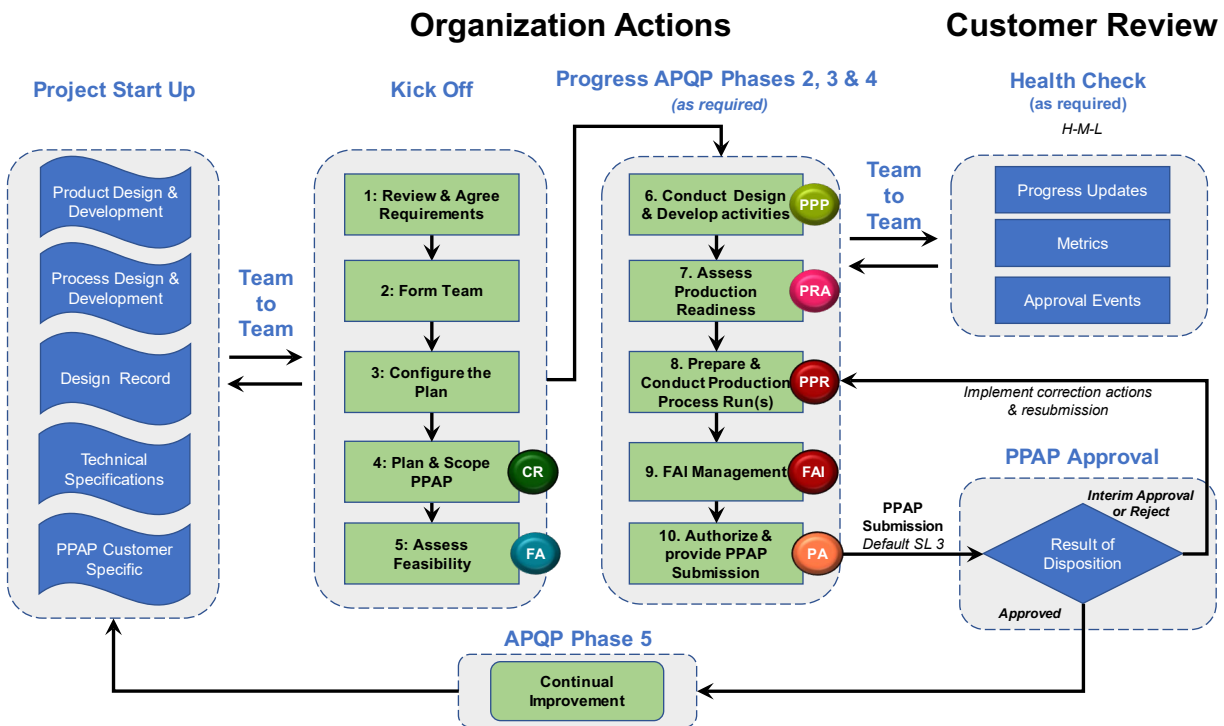 Organization Actions
Customer Review
Project Start Up
Product Design &
Development
Process Design &
Development
Design Record
Technical
Specifications
PPAP Customer
Specific
Team
to
Team
Kick Off
1: Review & Agree
Requirements
2: Form Team
3: Configure the
Plan
4: Plan & Scope
PPAP
CR
5: Assess
Feasibility
FA
Progress APQP Phases 2, 3 & 4
(as required)
6. Conduct Design
& Develop activities
PPP
7. Assess
Production
Readiness
PRA
8. Prepare &
Conduct Production
Process Run(s)
PPR
9. FAI Management
FAI
10. Authorize &
provide PPAP
Submission
PA
Team
to
Team
Health Check
(as required)
H-M-L
Progress Updates
Metrics
Approval Events
Implement correction actions
& resubmission
PPAP Approval
Interim Approval
or Reject
PPAP
Submission
Default SL 3
Result of
Disposition
Approved
APQP Phase 5
Continual
Improvement